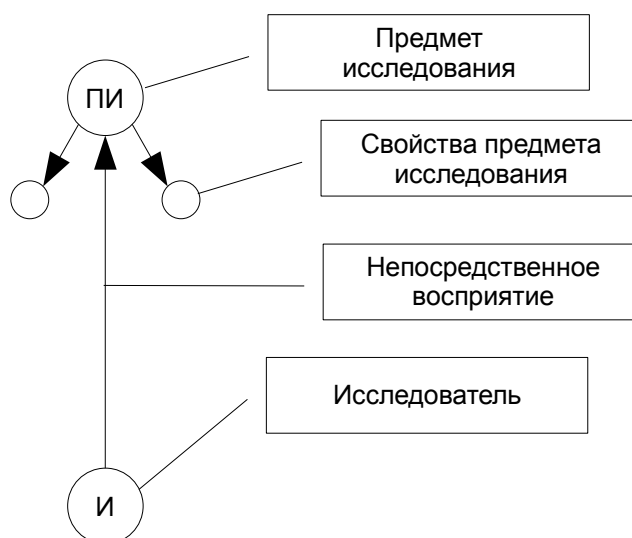 Предмет
исследования
ПИ
Свойства предмета
исследования
Непосредственное
восприятие
Исследователь
И